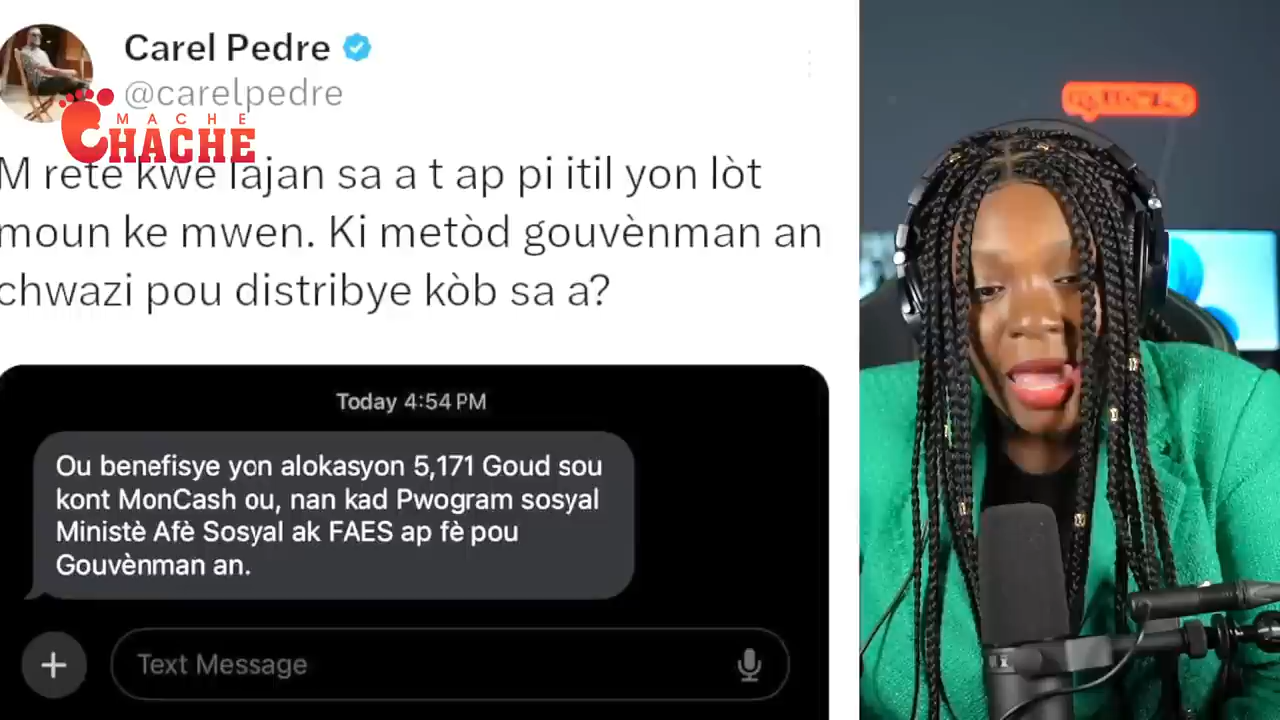 Carel Pedre
@carelpedre
MACHE
CHACHE
M rete kwè lajan sa a t ap pi itil yon lòt
moun ke mwen. Ki metòd gouvènman an
chwazi pou distribye kòb sa a?
Today 4:54 PM
Ou benefisye yon alokasyon 5,171 Goud sou
kont MonCash ou, nan kad Pwogram sosyal
Ministè Afè Sosyal ak FAES ap fè pou
Gouvènman an.
Text Message